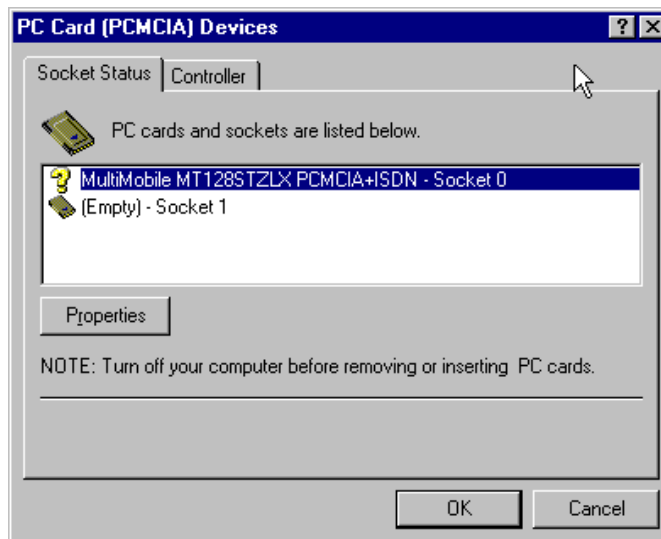 PC Card (PCMCIA) Devices
Socket Status
Controller
PC cards and sockets are listed below.
MultiMobile MT128STZLX PCMCIA+ISDN - Socket 0
(Empty) - Socket 1
Properties
NOTE: Turn off your computer before removing or inserting PC cards.
OK
Cancel